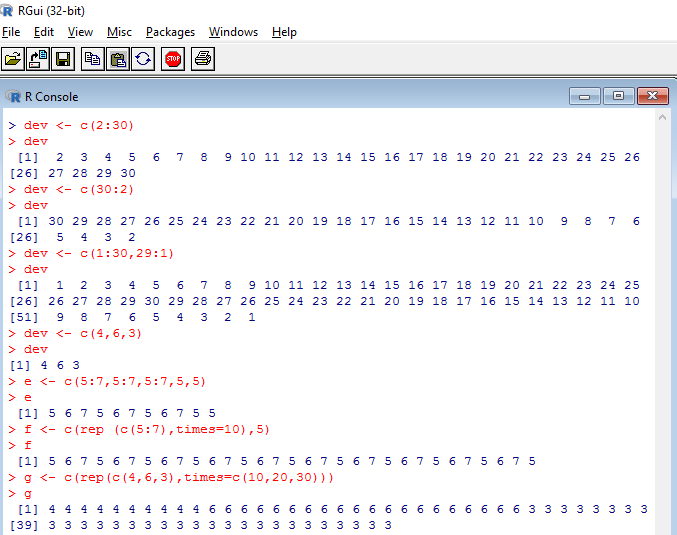 RGui (32-bit)
File Edit View Misc Packages Windows Help
STOP
R Console
> dev <- c(2:30)
> dev
[1] 2 3 4 5 6 7 8 9 10 11 12 13 14 15 16 17 18 19 20 21 22 23 24 25 26
[26] 27 28 29 30
> dev <- c(30:2)
> dev
[1] 30 29 28 27 26 25 24 23 22 21 20 19 18 17 16 15 14 13 12 11 10 9 8 7 6
[26] 5 4 3 2
> dev <- c(1:30,29:1)
> dev
[1] 1 2 3 4 5 6 7 8 9 10 11 12 13 14 15 16 17 18 19 20 21 22 23 24 25
[26] 26 27 28 29 30 29 28 27 26 25 24 23 22 21 20 19 18 17 16 15 14 13 12 11 10
[51] 9 8 7 6 5 4 3 2 1
> dev <- c(4,6,3)
> dev
[1] 4 6 3
> e <- c(5:7,5:7,5:7,5,5)
> e
[1] 5 6 7 5 6 7 5 6 7 5 5
> f <- c(rep (c(5:7),times=10),5)
> f
[1] 5 6 7 5 6 7 5 6 7 5 6 7 5 6 7 5 6 7 5 6 7 5 6 7 5 6 7 5 6 7 5
> g <- c(rep(c(4,6,3),times=c(10,20,30)))
> g
[1] 4 4 4 4 4 4 4 4 4 4 6 6 6 6 6 6 6 6 6 6 6 6 6 6 6 6 6 6 6 6 3 3 3 3 3 3 3 3
[39] 3 3 3 3 3 3 3 3 3 3 3 3 3 3 3 3 3 3 3 3 3 3